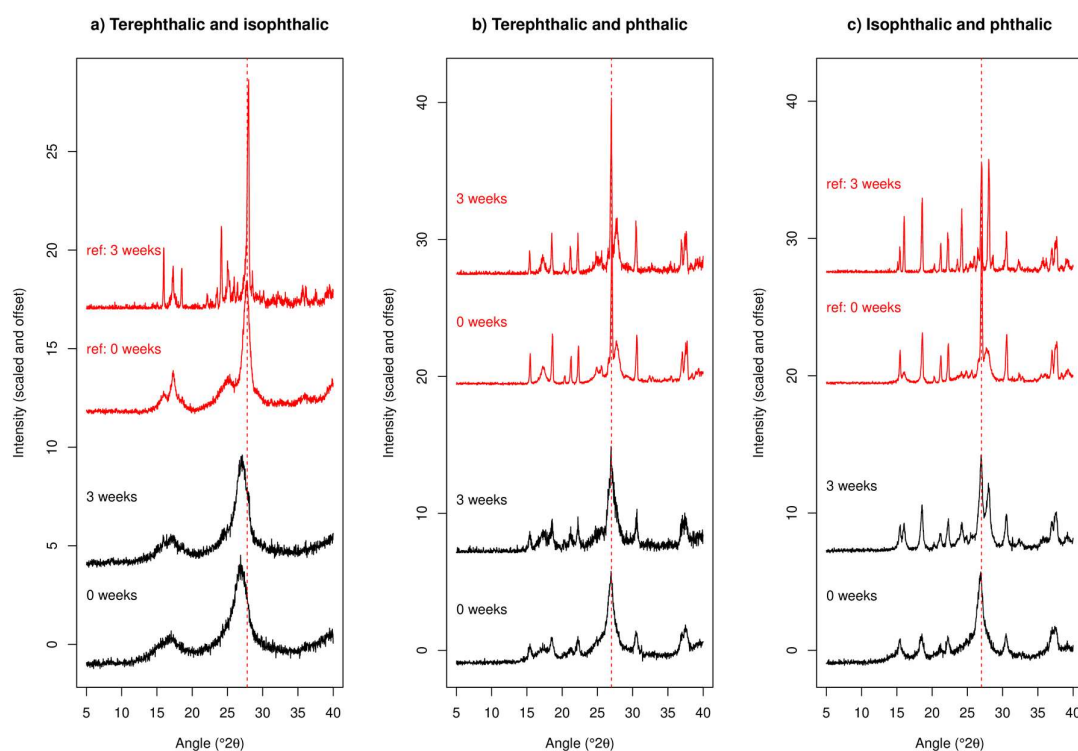 a) Terephthalic and isophthalic
Intensity (scaled and offset)
0 5 10 15 20 25
ref: 3 weeks
ref: 0 weeks
3 weeks
0 weeks
5 10 15 20 25 30 35 40
Angle (°2θ)
b) Terephthalic and phthalic
Intensity (scaled and offset)
0 10 20 30 40
3 weeks
0 weeks
3 weeks
0 weeks
5 10 15 20 25 30 35 40
Angle (°2θ)
c) Isophthalic and phthalic
Intensity (scaled and offset)
0 10 20 30 40
ref: 3 weeks
ref: 0 weeks
3 weeks
0 weeks
5 10 15 20 25 30 35 40
Angle (°2θ)